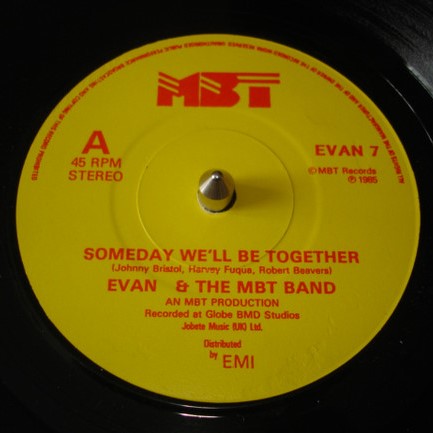 MBT
A
45 RPM
STEREO
EVAN 7
©MBT Records
℗1985
SOMEDAY WE'LL BE TOGETHER
(Johnny Bristol, Harvey Fuqua, Robert Beavers)
EVAN & THE MBT BAND
AN MBT PRODUCTION
Recorded at Globe BMD Studios
Jobete Music (UK) Ltd.
Distributed
by EMI